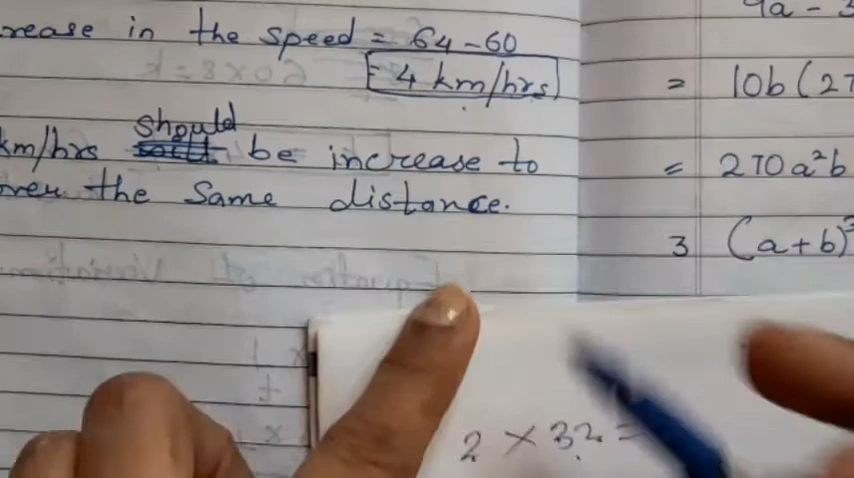 rease in the speed = 64-60
= 4 km/hrs
should
km/hrs be increase to
the same distance.
= 10b(27
= 270a²b
3 (a+b)³
2 × 32 =